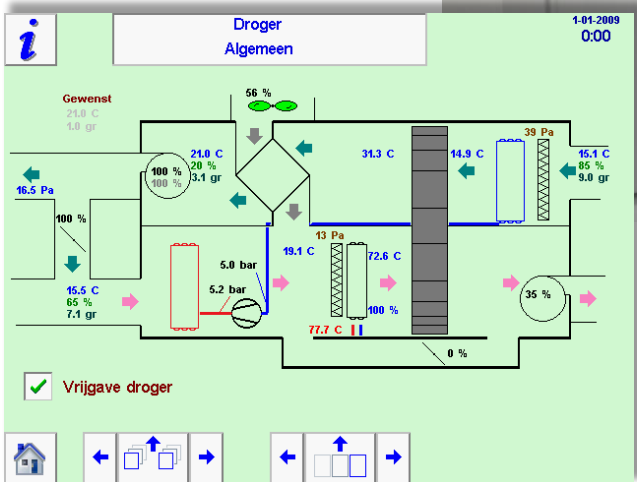 Droger
Algemeen
1-01-2009
0:00
Gewenst
21.0 C
1.0 gr
56 %
39 Pa
100 %
100 %
21.0 C
20 %
3.1 gr
31.3 C
14.9 C
15.1 C
85 %
9.0 gr
16.5 Pa
100 %
13 Pa
19.1 C
72.6 C
5.0 bar
5.2 bar
15.5 C
65 %
7.1 gr
35 %
100 %
77.7 C
0 %
Vrijgave droger